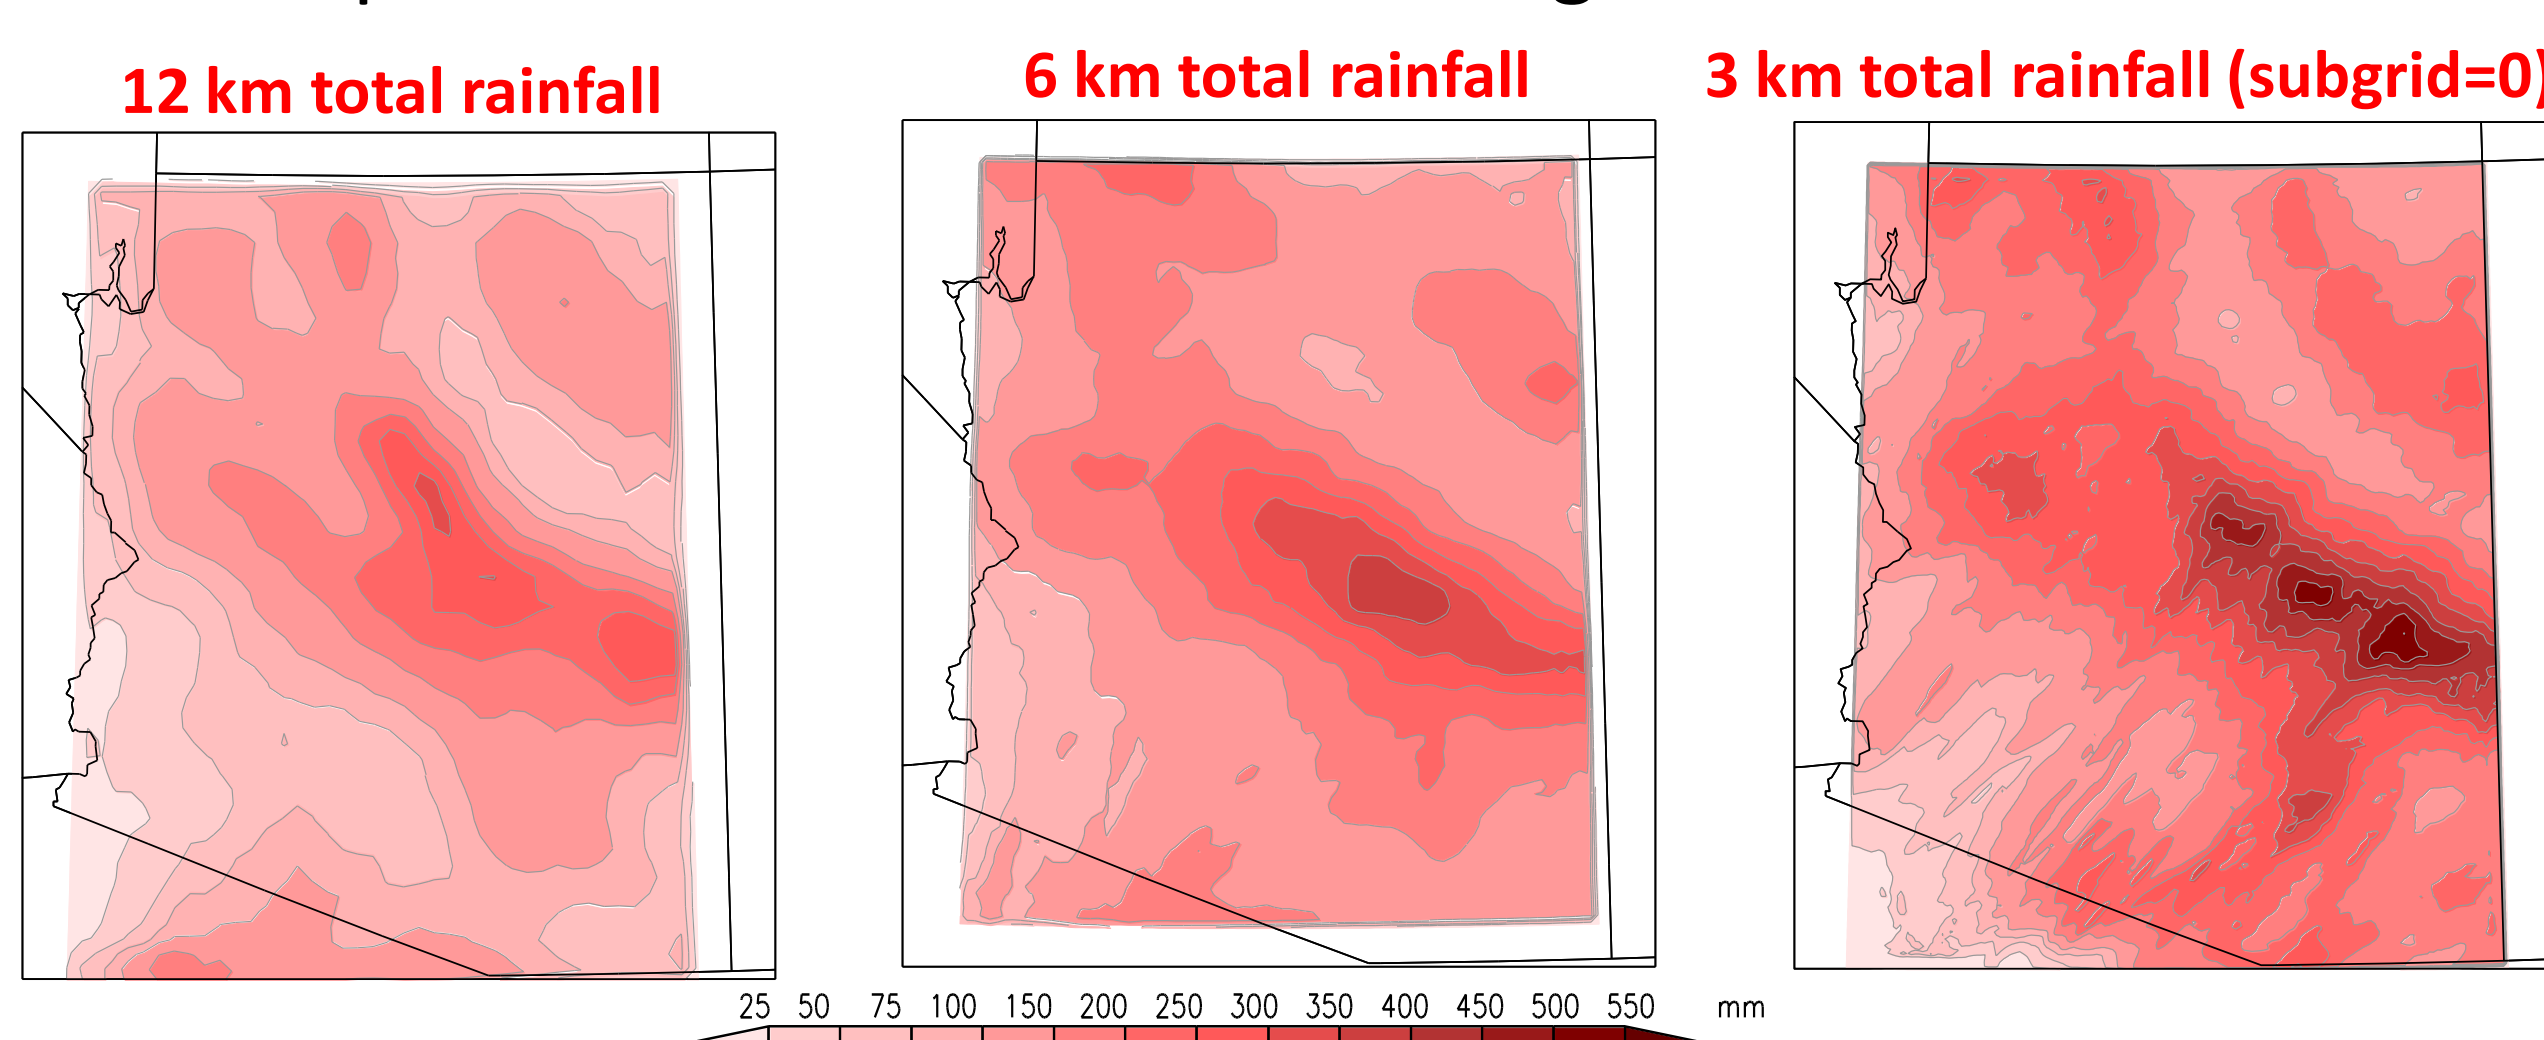 12 km total rainfall
6 km total rainfall
3 km total rainfall (subgrid=0)
25 50 75 100 150 200 250 300 350 400 450 500 550 mm